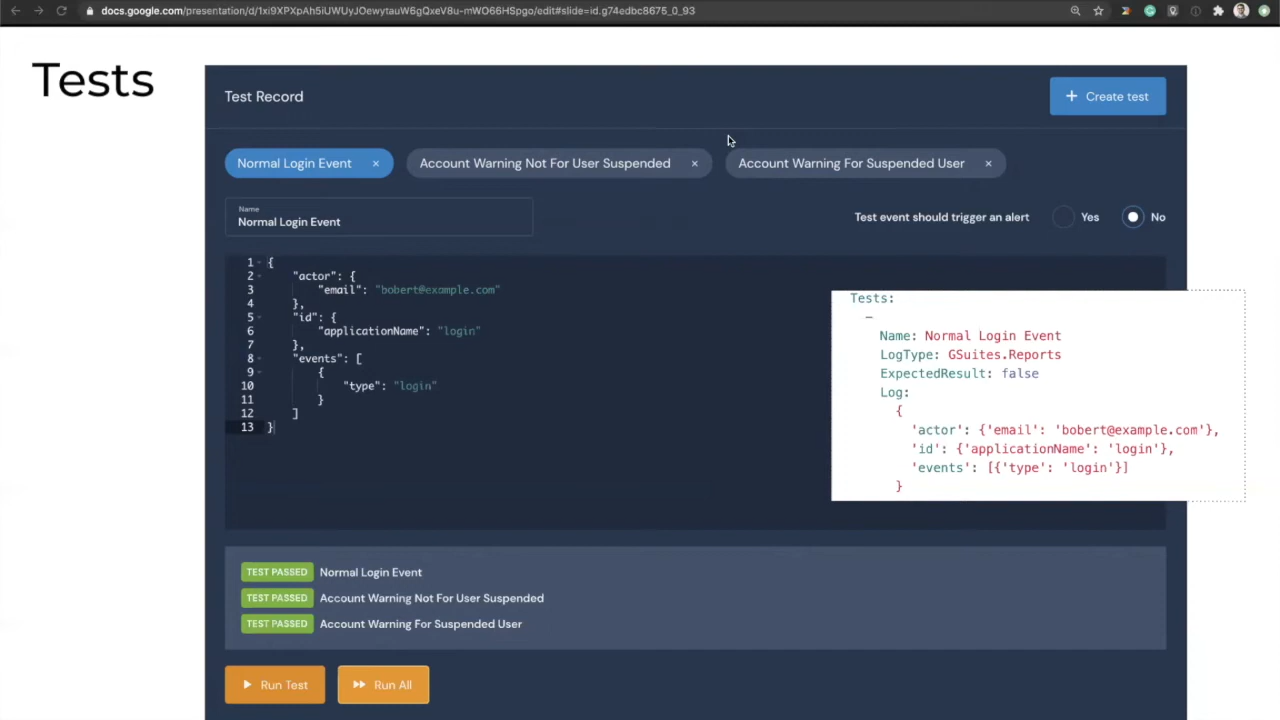 docs.google.com/presentation/d/1xi9XPXpAh5iUWUyJOewytauW6gQxeV8u-mWO66HSpgo/edit#slide=id.g74edbc8675_0_93
Tests
Test Record
+ Create test
Normal Login Event ×
Account Warning Not For User Suspended ×
Account Warning For Suspended User ×
Name
Normal Login Event
Test event should trigger an alert Yes No
1 {
2 "actor": {
3 "email": "bobert@example.com"
4 },
5 "id": {
6 "applicationName": "login"
7 },
8 "events": [
9 {
10 "type": "login"
11 }
12 ]
13 }
Tests:
–
Name: Normal Login Event
LogType: GSuites.Reports
ExpectedResult: false
Log:
{
'actor': {'email': 'bobert@example.com'},
'id': {'applicationName': 'login'},
'events': [{'type': 'login'}]
}
TEST PASSED Normal Login Event
TEST PASSED Account Warning Not For User Suspended
TEST PASSED Account Warning For Suspended User
Run Test
Run All